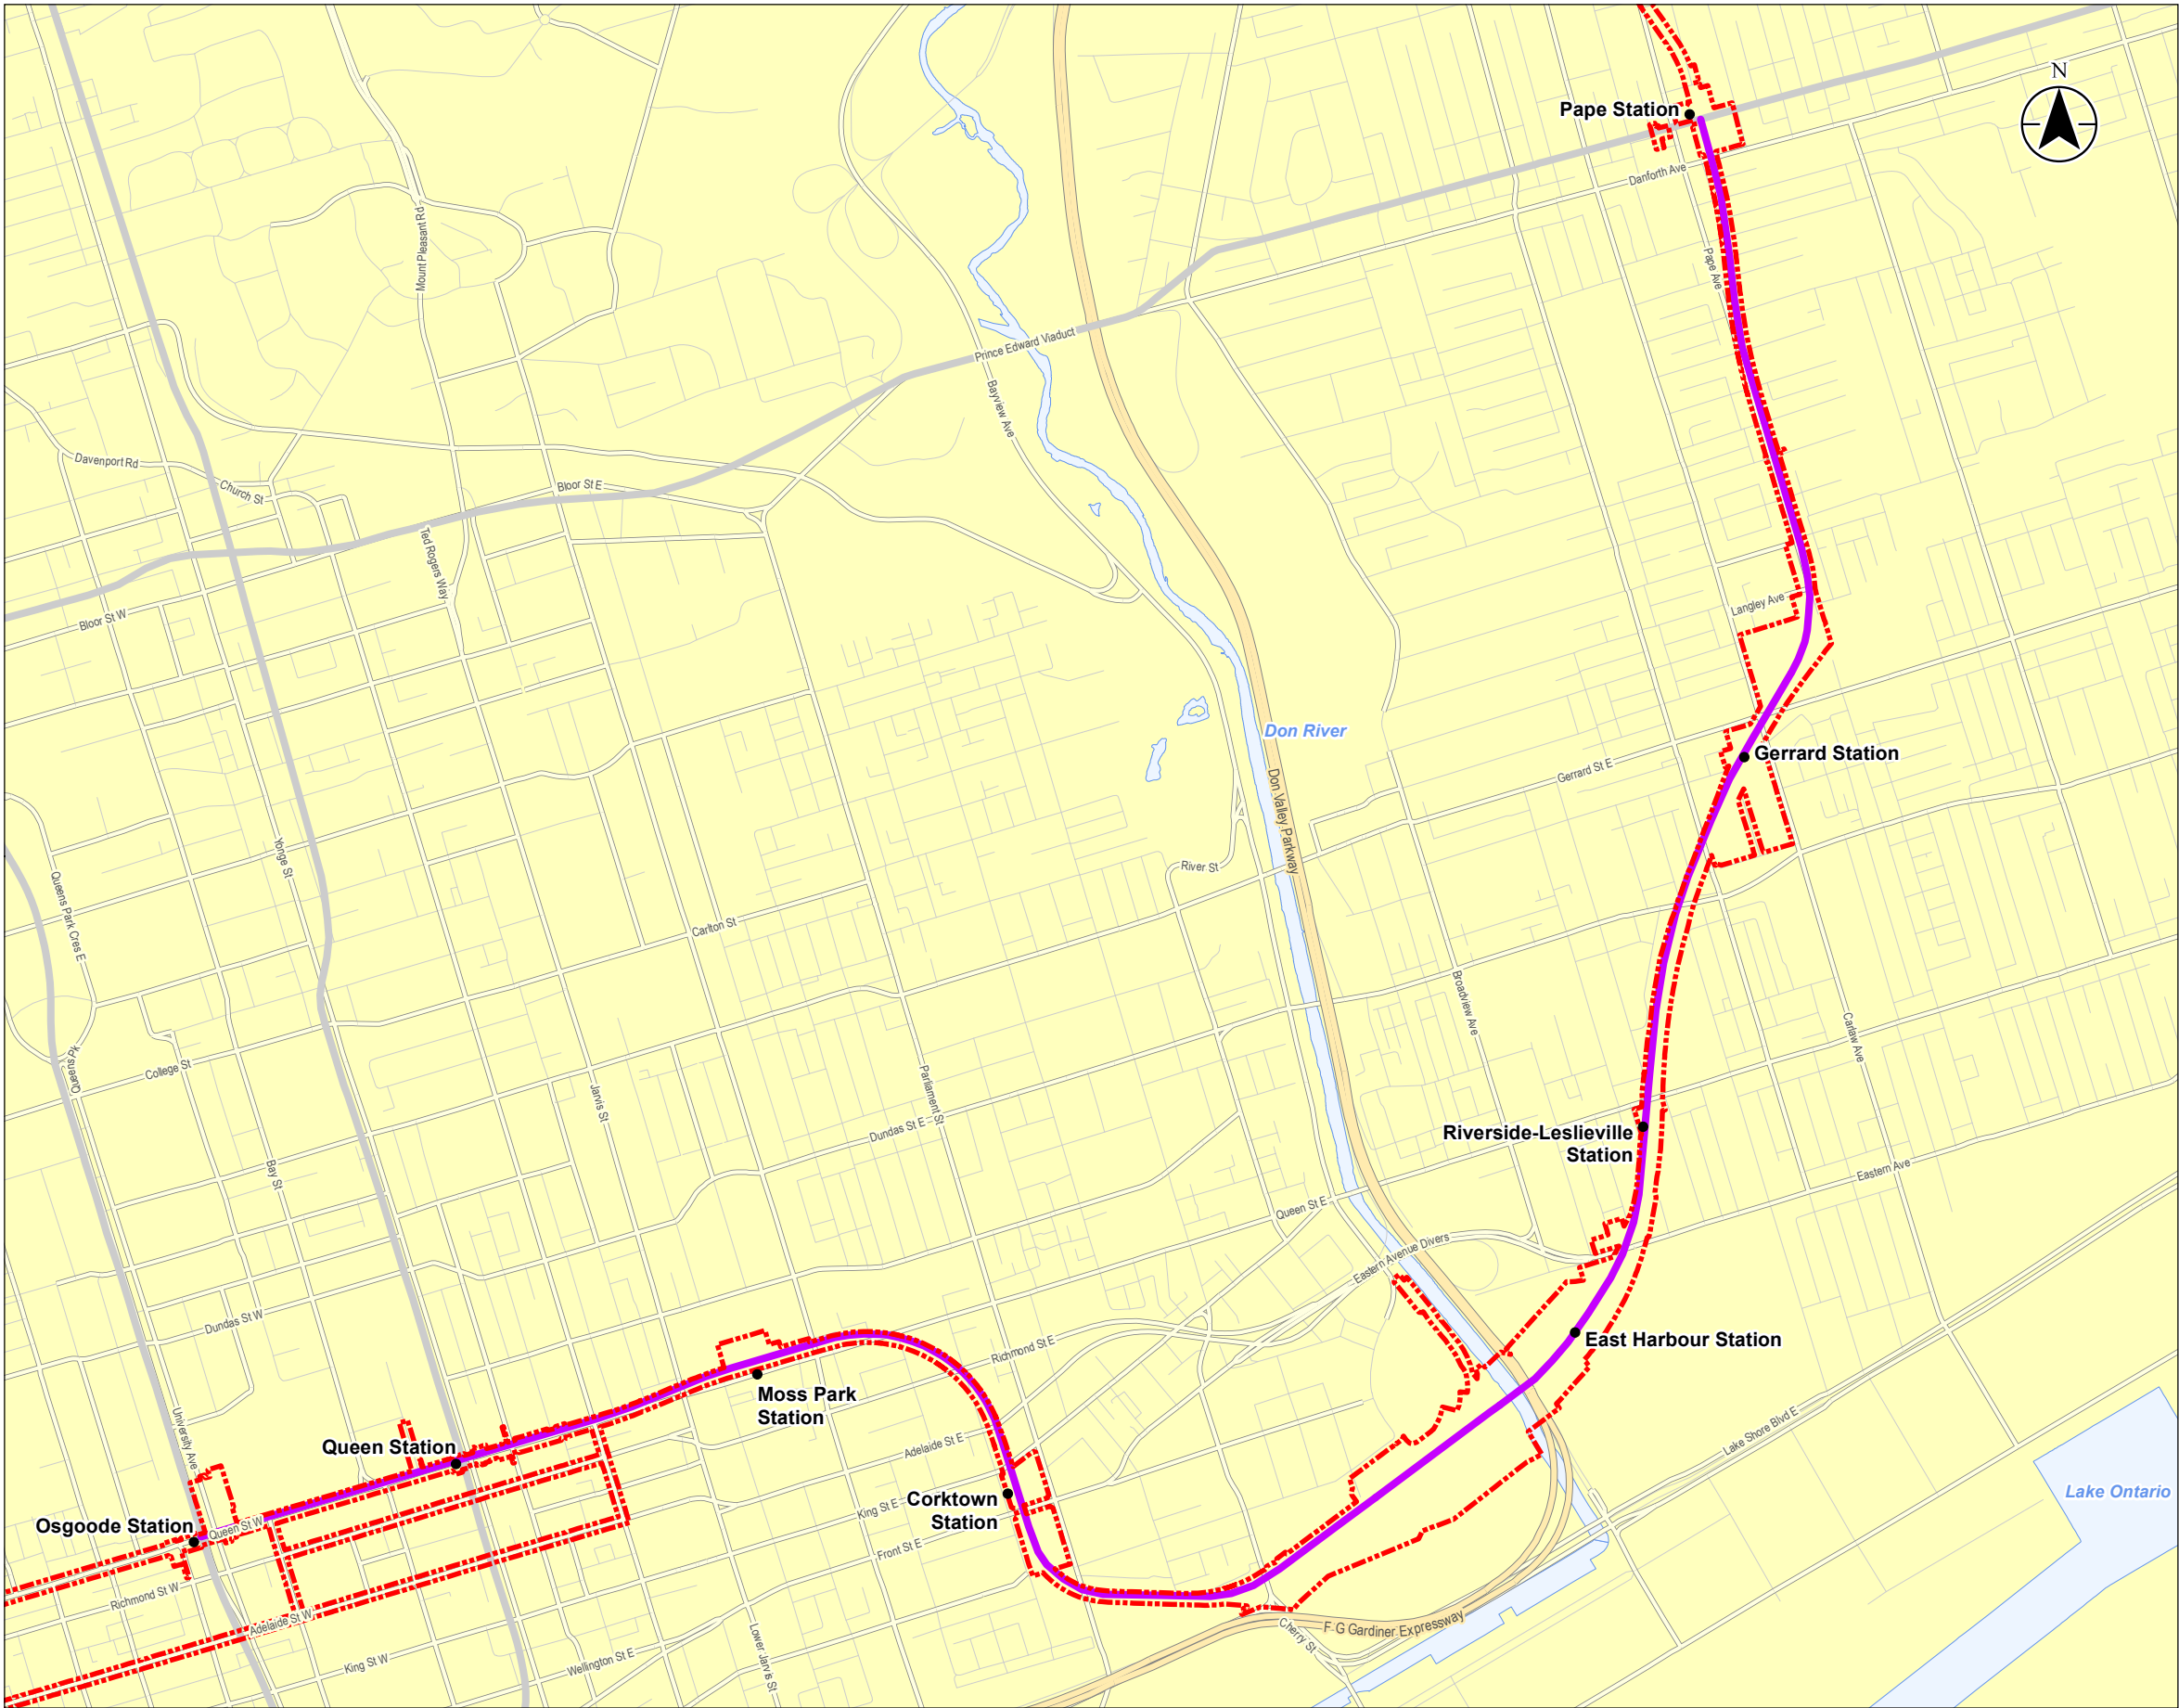 N
Pape Station
Danforth Ave
Mount Pleasant Rd
Pape Ave
Prince Edward Viaduct
Bayview Ave
Davenport Rd
Church St
Bloor St E
Ted Rogers Way
Langley Ave
Bloor St W
Don River
Gerrard Station
Gerrard St E
Don Valley Parkway
Yonge St
River St
Queens Park Cres E
Carlton St
Broadview Ave
Carlaw Ave
Queens Pk
College St
Jarvis St
Parliament St
Dundas St E
Riverside-Leslieville
Station
Bay St
Eastern Ave
Queen St E
Eastern Avenue Divers
Dundas St W
East Harbour Station
Richmond St E
Moss Park
Station
University Ave
Queen Station
Adelaide St E
Lake Shore Blvd E
Lake Ontario
Corktown
Station
King St E
Osgoode Station
Queen St W
Front St E
Richmond St W
Adelaide St W
F G Gardiner Expressway
Cherry St
Lower Jarvis St
King St W
Wellington St E